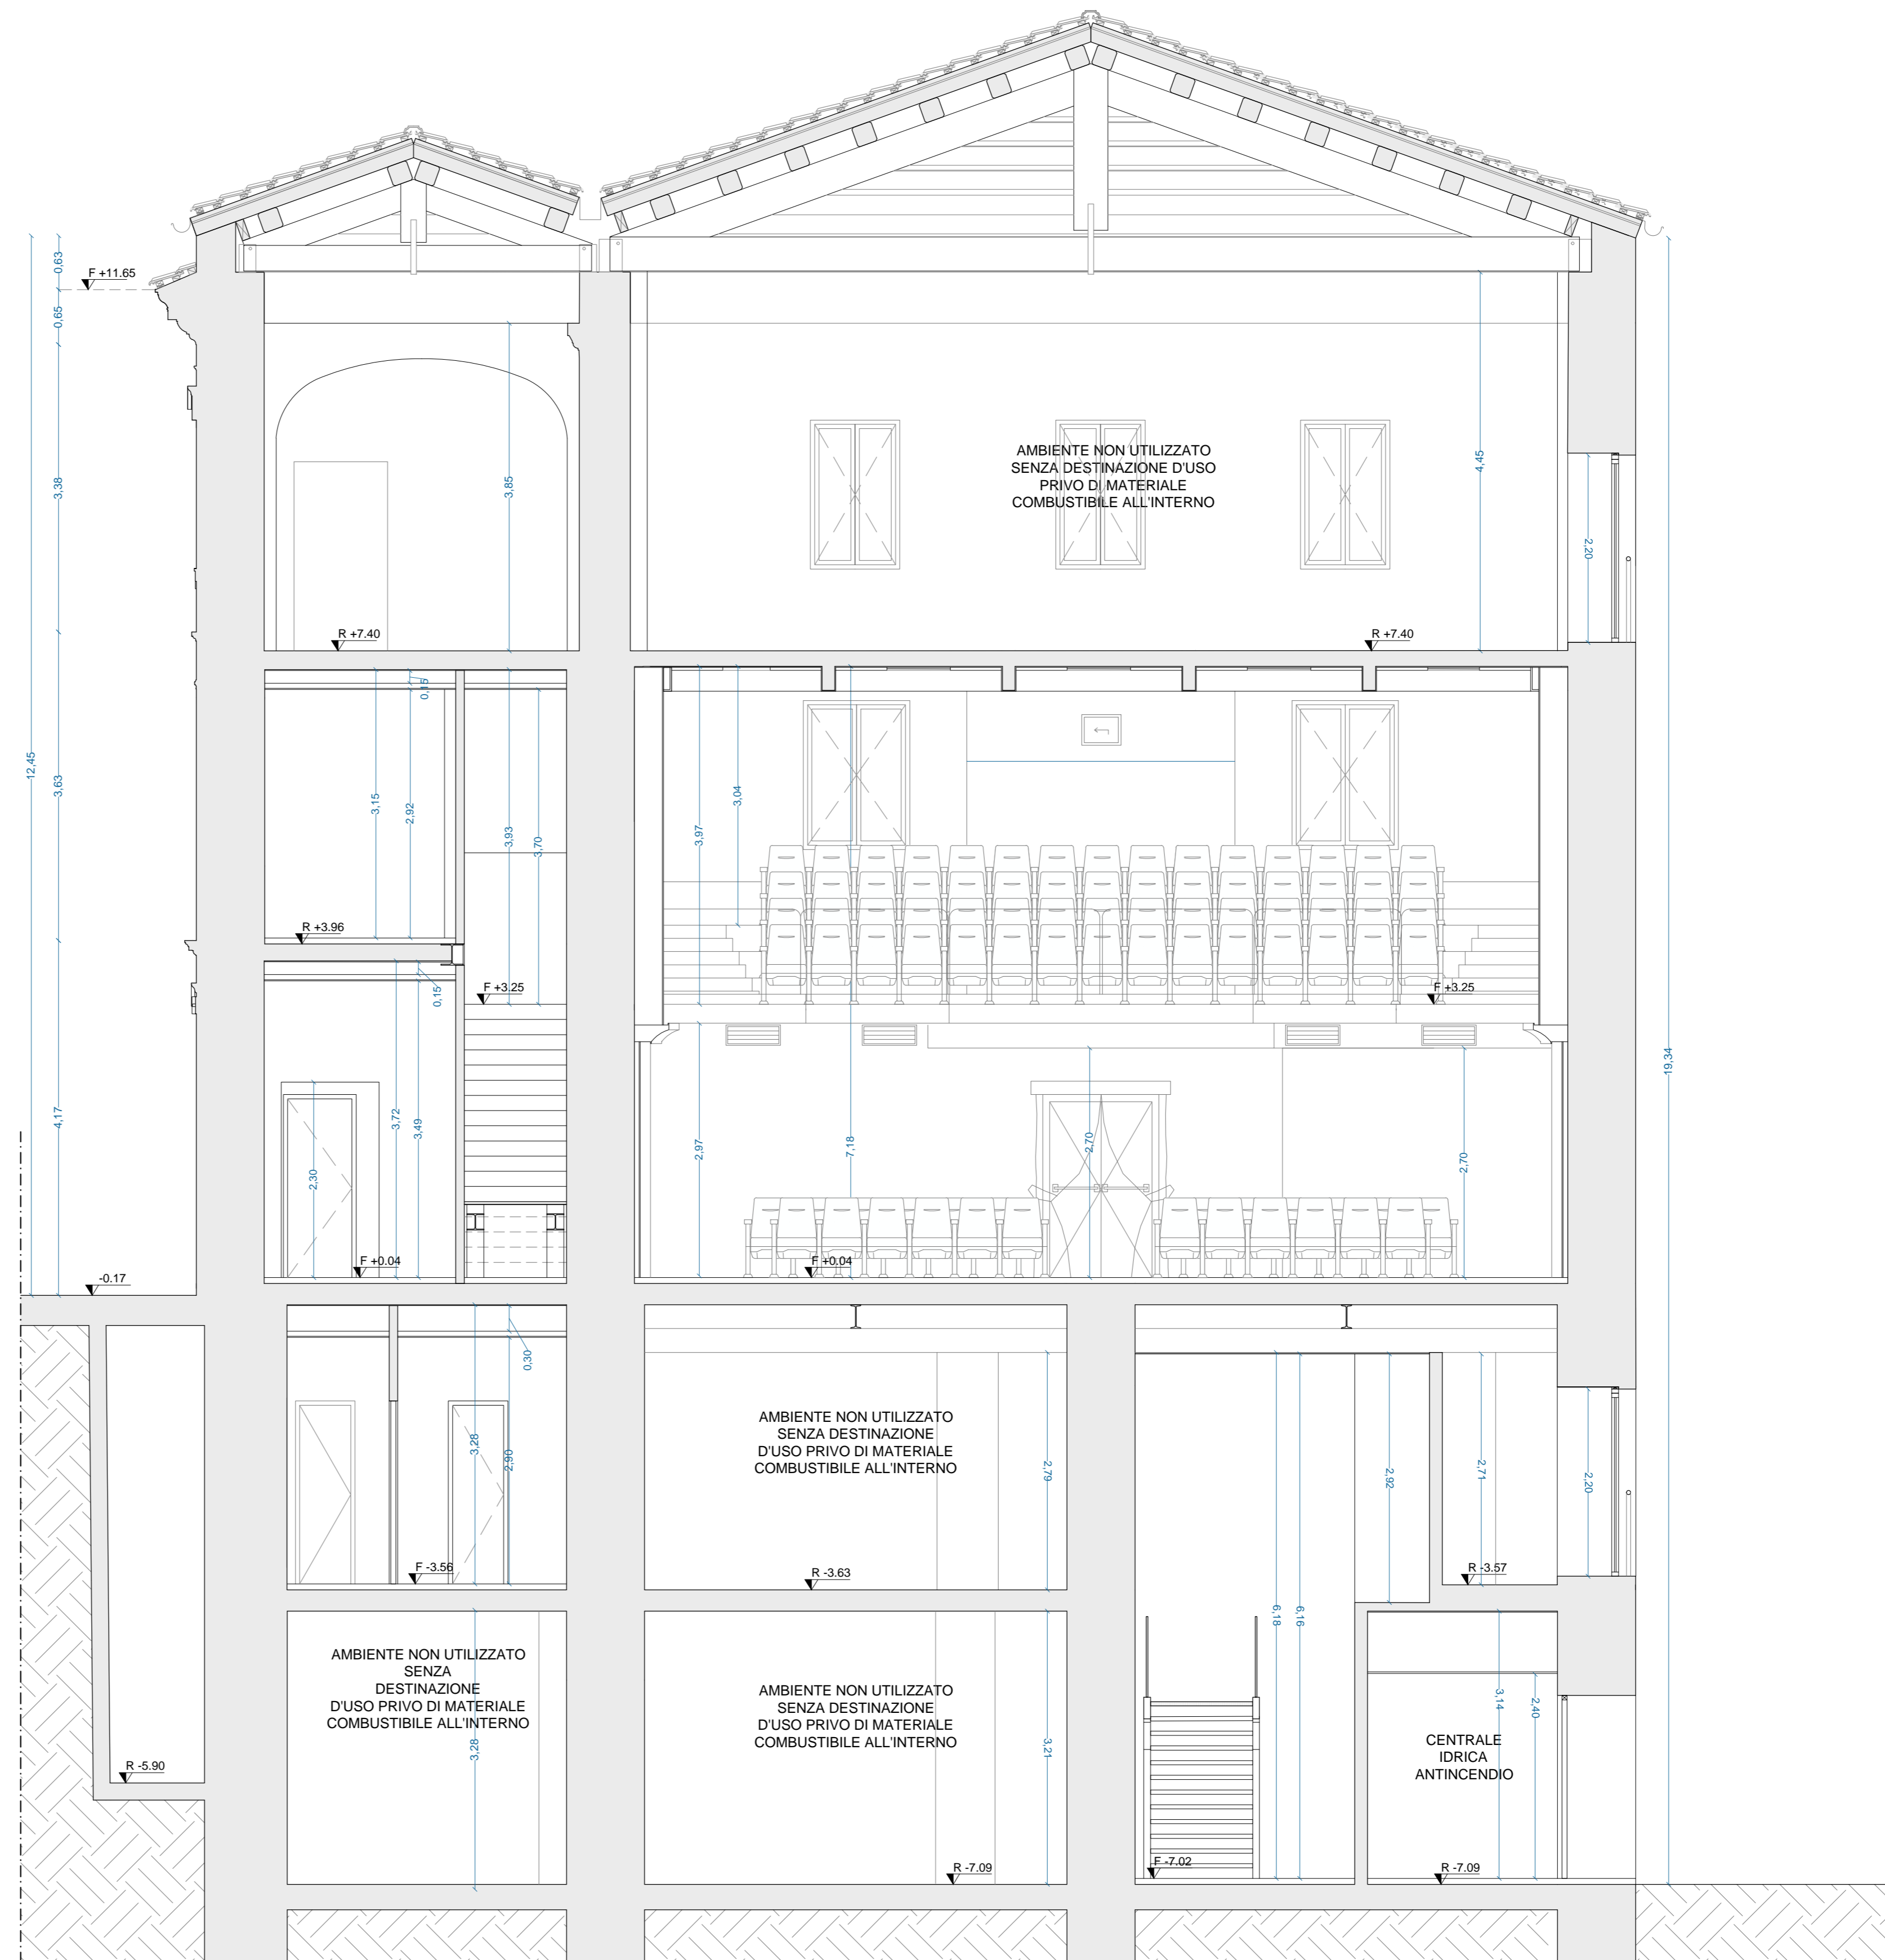 0,63
F +11.65
0,65
3,38
3,85
AMBIENTE NON UTILIZZATO
SENZA DESTINAZIONE D'USO
PRIVO DI MATERIALE
COMBUSTIBILE ALL'INTERNO
4,45
2,20
R +7.40
R +7.40
0,15
12,45
3,63
3,15
2,92
3,93
3,70
3,97
3,04
R +3.96
0,15
F +3.25
F +3.25
19,34
4,17
2,30
3,72
3,49
2,97
7,18
2,70
2,70
F +0.04
F +0.04
-0.17
0,30
3,28
2,90
AMBIENTE NON UTILIZZATO
SENZA DESTINAZIONE
D'USO PRIVO DI MATERIALE
COMBUSTIBILE ALL'INTERNO
2,79
2,92
2,71
2,20
F -3.56
R -3.63
R -3.57
6,18
6,16
AMBIENTE NON UTILIZZATO
SENZA
DESTINAZIONE
D'USO PRIVO DI MATERIALE
COMBUSTIBILE ALL'INTERNO
3,28
AMBIENTE NON UTILIZZATO
SENZA DESTINAZIONE
D'USO PRIVO DI MATERIALE
COMBUSTIBILE ALL'INTERNO
3,21
3,14
2,40
CENTRALE
IDRICA
ANTINCENDIO
R -5.90
R -7.09
F -7.02
R -7.09